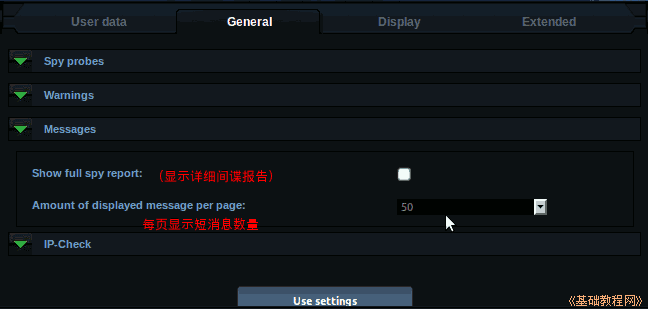 User data General Display Extended
Spy probes
Warnings
Messages
Show full spy report: （显示详细间谍报告）
Amount of displayed message per page: 50
每页显示短消息数量
IP-Check
Use settings
《基础教程网》